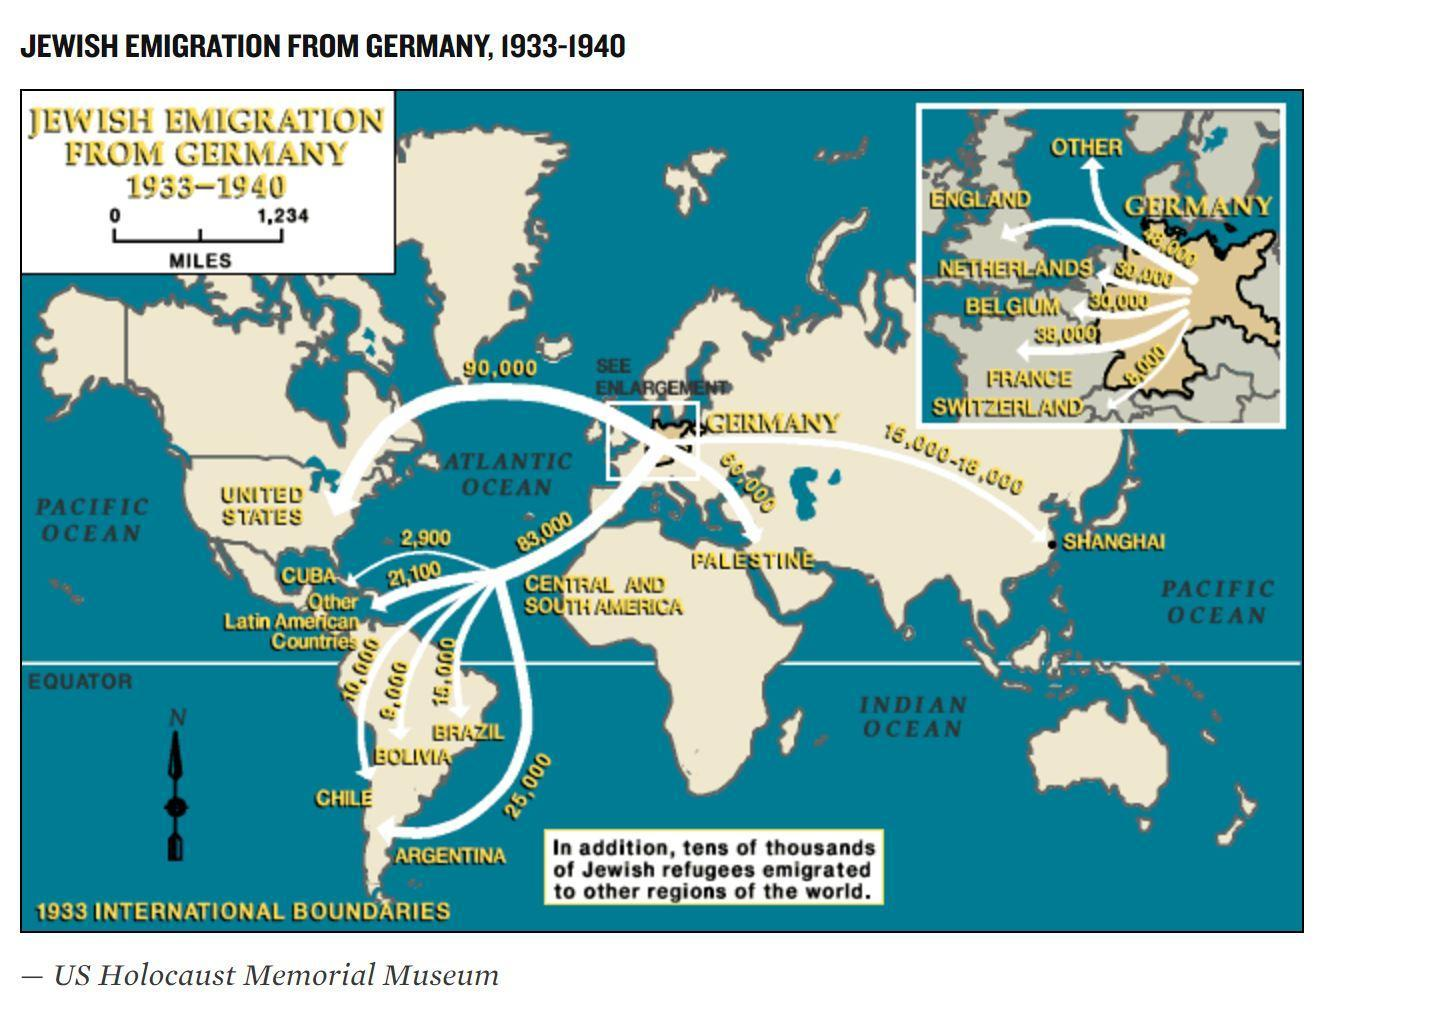 JEWISH EMIGRATION FROM GERMANY, 1933-1940
JEWISH EMIGRATION
FROM GERMANY
1933–1940
0 1,234
MILES
OTHER
ENGLAND
GERMANY
NETHERLANDS
30,000
BELGIUM
30,000
FRANCE
SWITZERLAND
8,000
90,000
SEE
ENLARGEMENT
GERMANY
15,000-18,000
60,000
ATLANTIC
OCEAN
PACIFIC
OCEAN
UNITED
STATES
83,000
2,900
21,100
CUBA
Other
Latin American
Countries
CENTRAL AND
SOUTH AMERICA
PALESTINE
SHANGHAI
PACIFIC
OCEAN
EQUATOR
10,000
9,000
15,000
BRAZIL
BOLIVIA
CHILE
25,000
ARGENTINA
INDIAN
OCEAN
N
In addition, tens of thousands
of Jewish refugees emigrated
to other regions of the world.
1933 INTERNATIONAL BOUNDARIES
— US Holocaust Memorial Museum